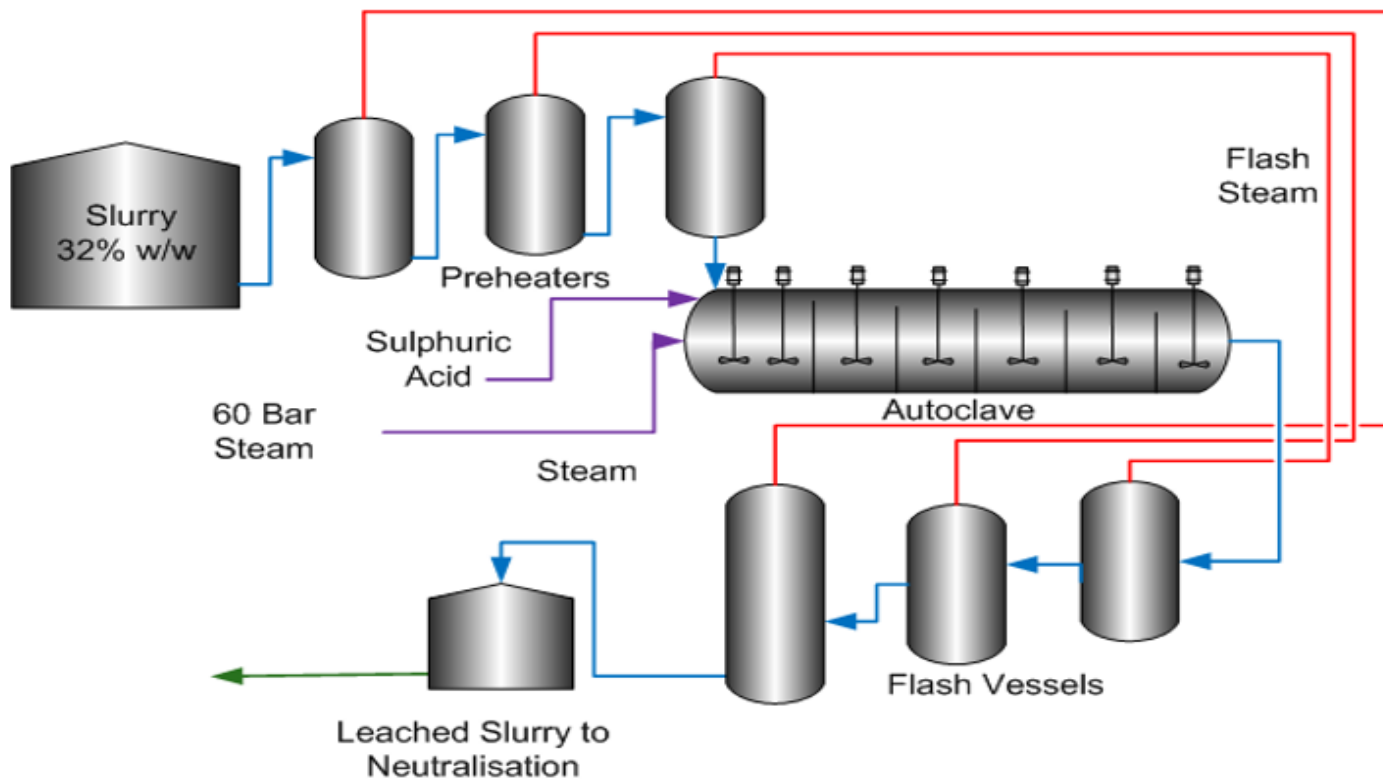 Flash
Steam
Slurry
32% w/w
Preheaters
Sulphuric
Acid
Autoclave
60 Bar
Steam
Steam
Flash Vessels
Leached Slurry to
Neutralisation